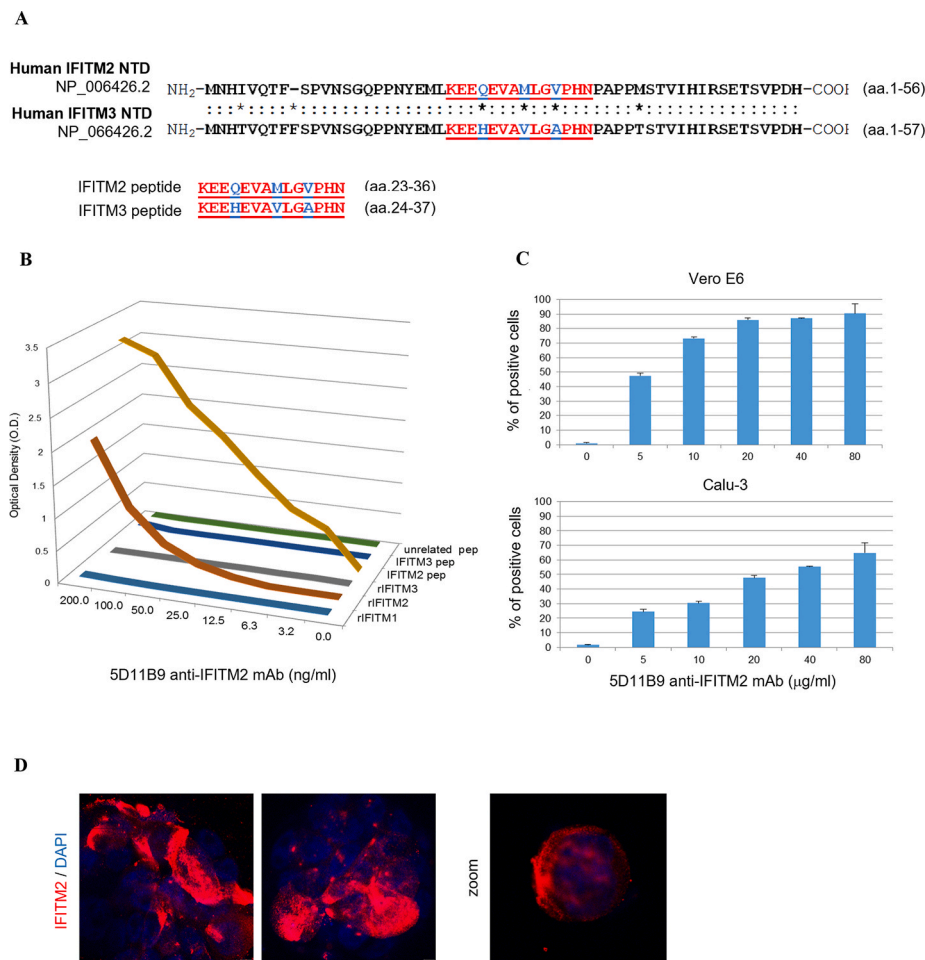 A
Human IFITM2 NTD
NP_006426.2
NH2-MNHIVQTFF-SPVNSGQPPNYEMLKEEQEVAMLGVPHNPAPPMSTVIHIRSETSVPDH-COOH (aa.1-56)
:::*::::: *:::::::::::::::::*::::*::*::::::::*::::::::::::::
Human IFITM3 NTD
NP_066426.2
NH2-MNHTVQTFFSPVNSGQPPNYEMLKEEHEVAVLGAPHNPAPPTSTVIHIRSETSVPDH-COOH (aa.1-57)
IFITM2 peptide KEEQEVAMLGVPHN (aa.23-36)
IFITM3 peptide KEEHEVAVLGAPHN (aa.24-37)
B
Optical Density (O.D.)
3.5
3
2.5
2
1.5
1
0.5
0
200.0 100.0 50.0 25.0 12.5 6.3 3.2 0.0
unrelated pep
IFITM3 pep
IFITM2 pep
rIFITM3
rIFITM2
rIFITM1
5D11B9 anti-IFITM2 mAb (ng/ml)
C
Vero E6
% of positive cells
100
90
80
70
60
50
40
30
20
10
0
0 5 10 20 40 80
Calu-3
% of positive cells
100
90
80
70
60
50
40
30
20
10
0
0 5 10 20 40 80
5D11B9 anti-IFITM2 mAb (μg/ml)
D
IFITM2 / DAPI
zoom